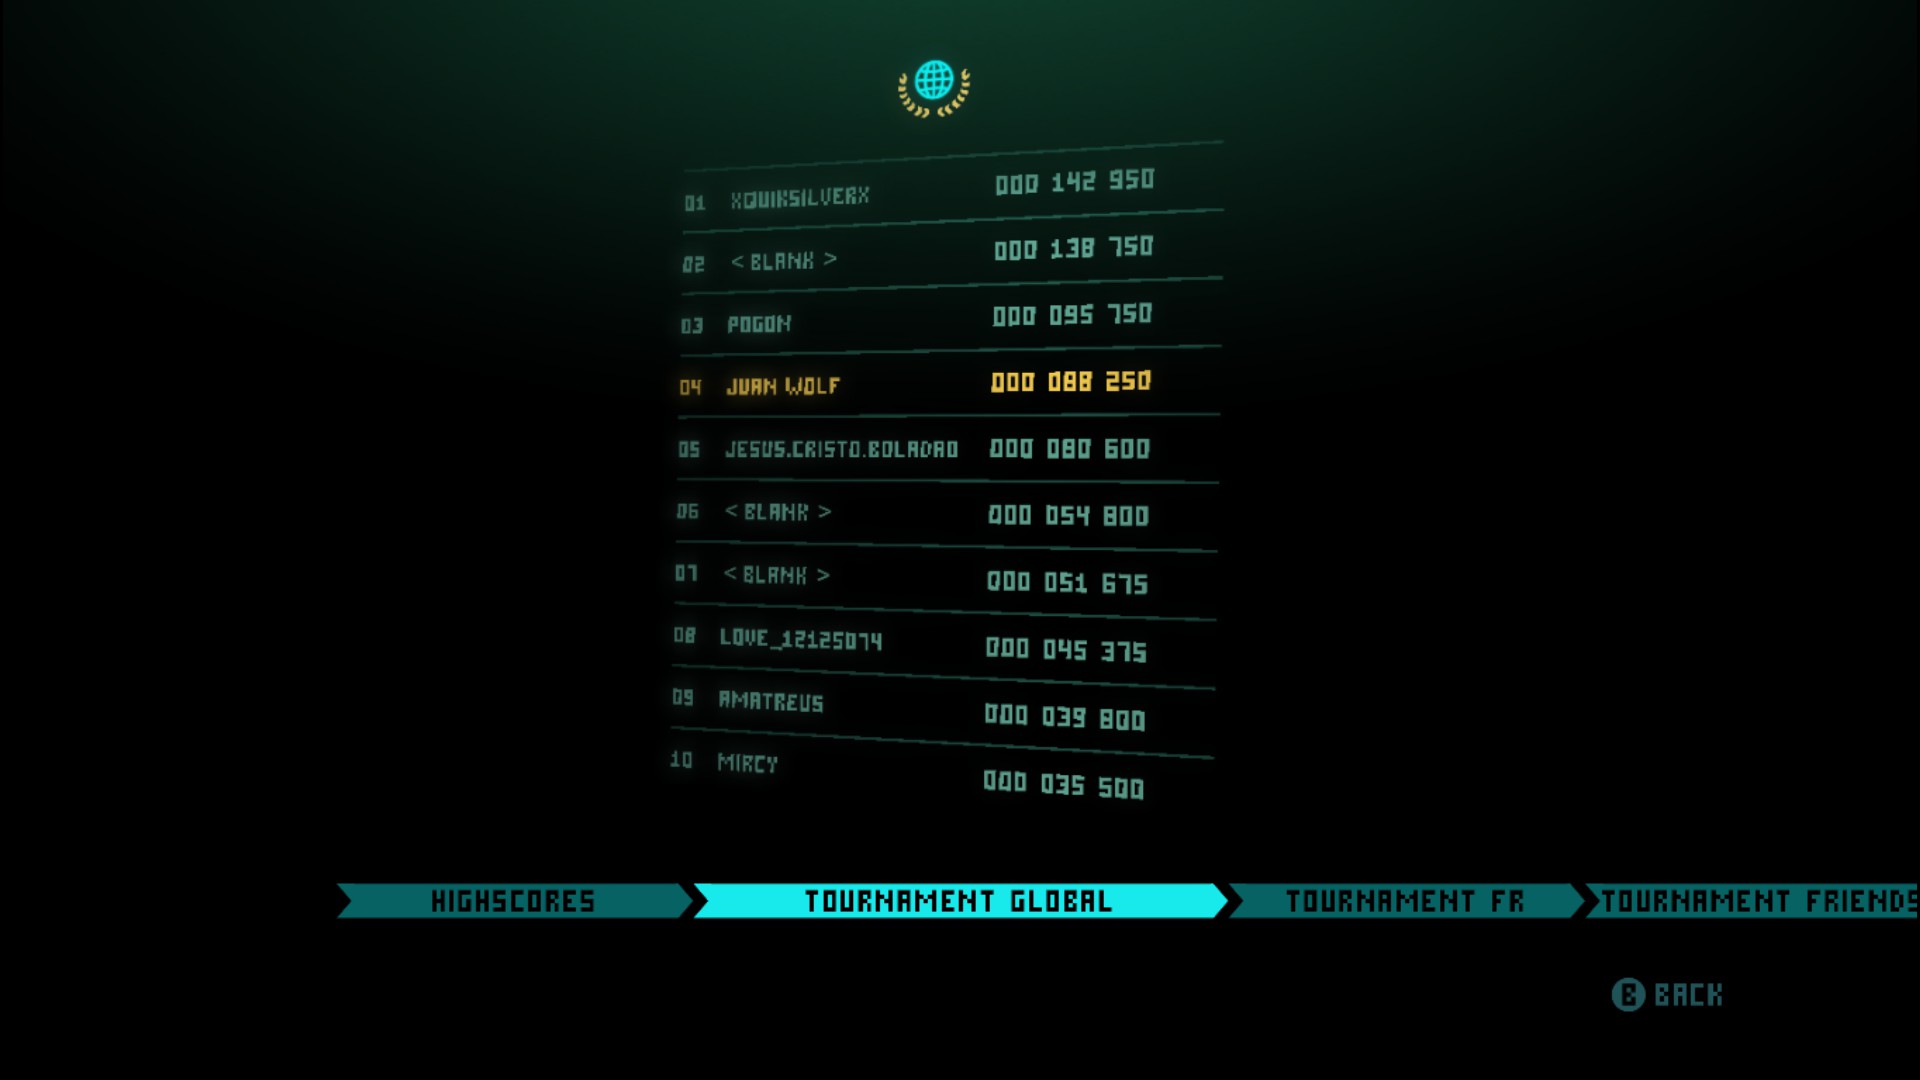 01 XQUIKSILVERX 000 142 950
02 < BLANK > 000 138 750
03 POGON 000 095 750
04 JUAN WOLF 000 088 250
05 JESUS.CRISTO.BOLADAO 000 080 600
06 < BLANK > 000 054 800
07 < BLANK > 000 051 675
08 LOVE_12125074 000 045 375
09 AMATREUS 000 039 800
10 MIRCY 000 035 500
HIGHSCORES TOURNAMENT GLOBAL TOURNAMENT FR TOURNAMENT FRIENDS
B BACK